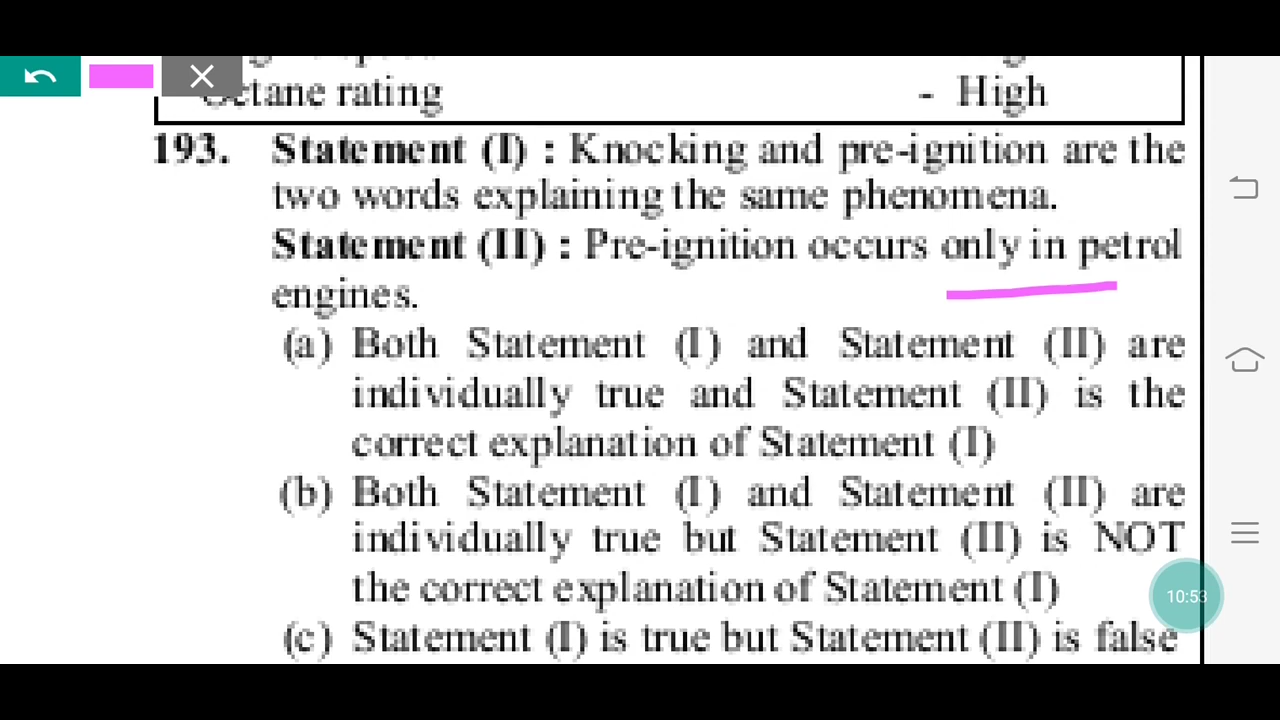 etane rating - High
193. Statement (I) : Knocking and pre-ignition are the
two words explaining the same phenomena.
Statement (II) : Pre-ignition occurs only in petrol
engines.
(a) Both Statement (I) and Statement (II) are
individually true and Statement (II) is the
correct explanation of Statement (I)
(b) Both Statement (I) and Statement (II) are
individually true but Statement (II) is NOT
the correct explanation of Statement (I)
10:53
(c) Statement (I) is true but Statement (II) is false